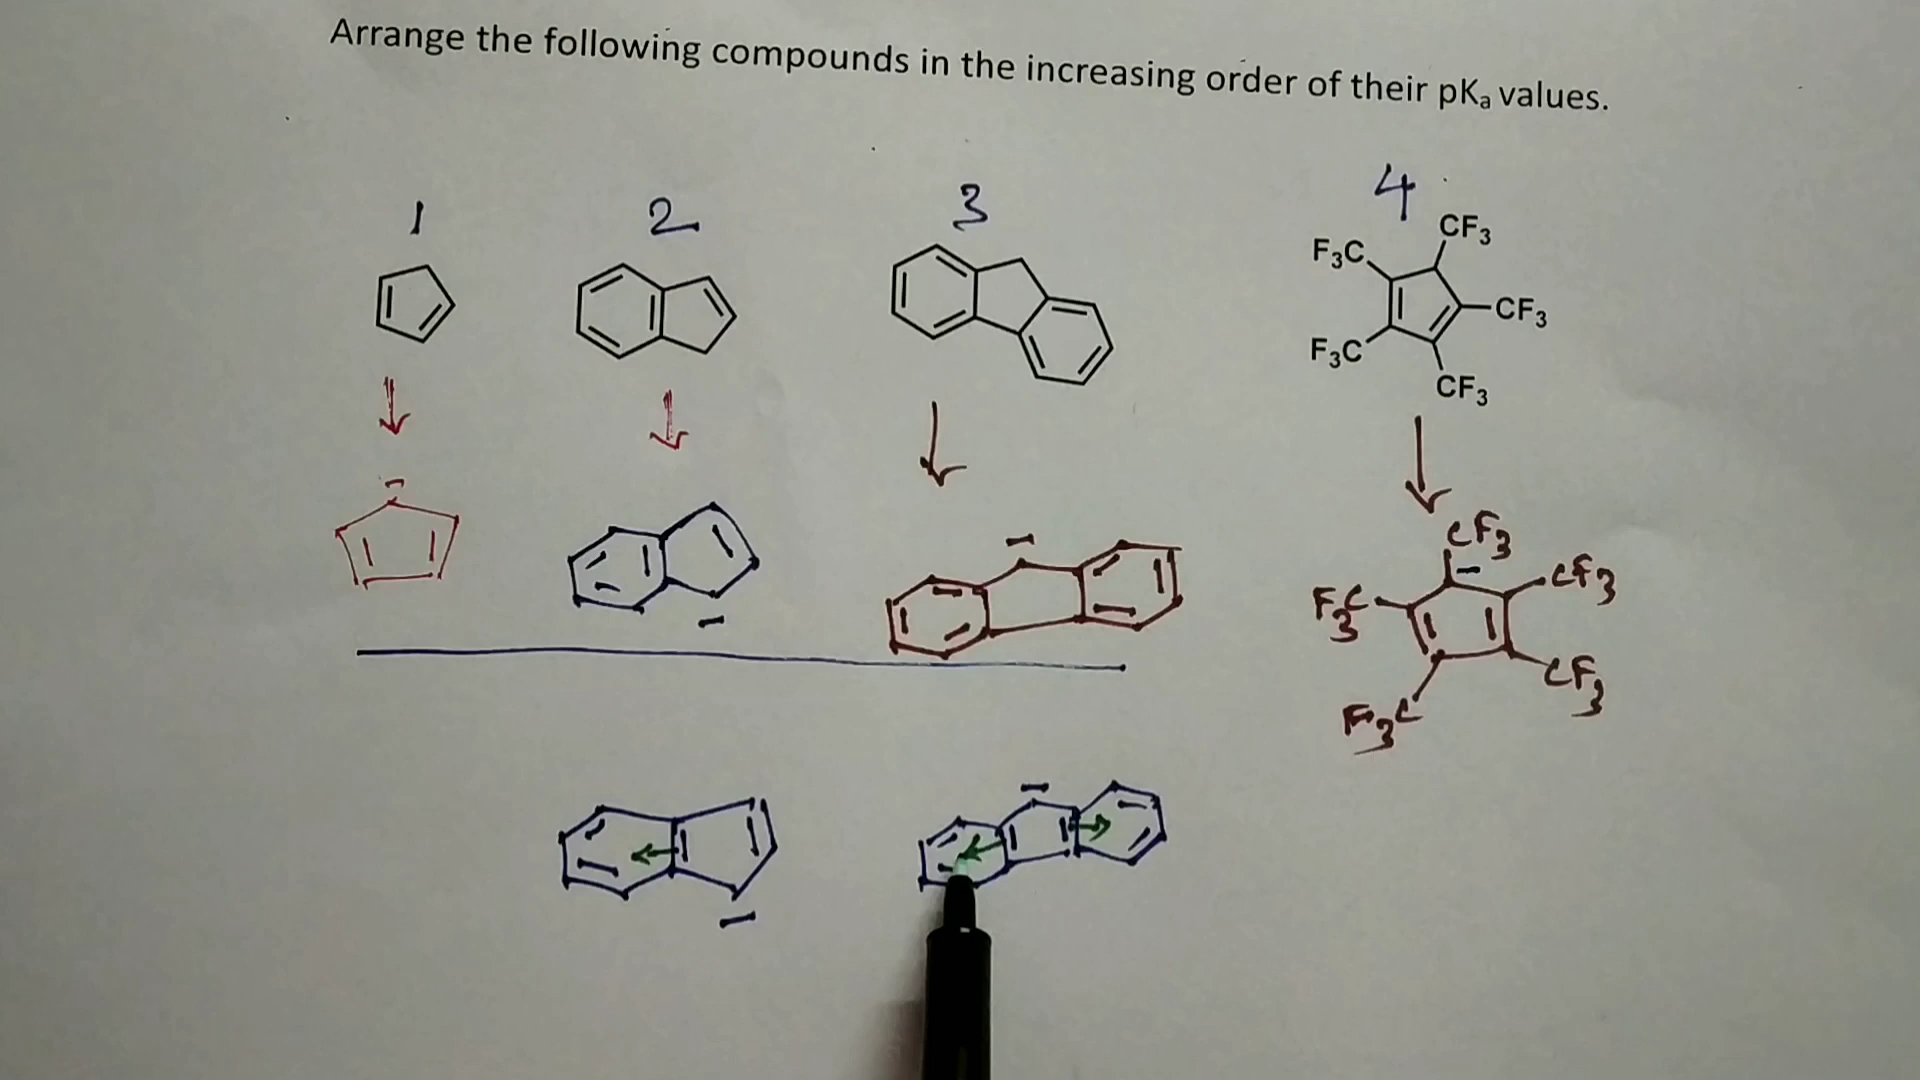 Arrange the following compounds in the increasing order of their pKₐ values.
1 2 3 4
CF₃
F₃C
CF₃
F₃C
CF₃
CF₃
F₃C
CF₃
CF₃
F₃C